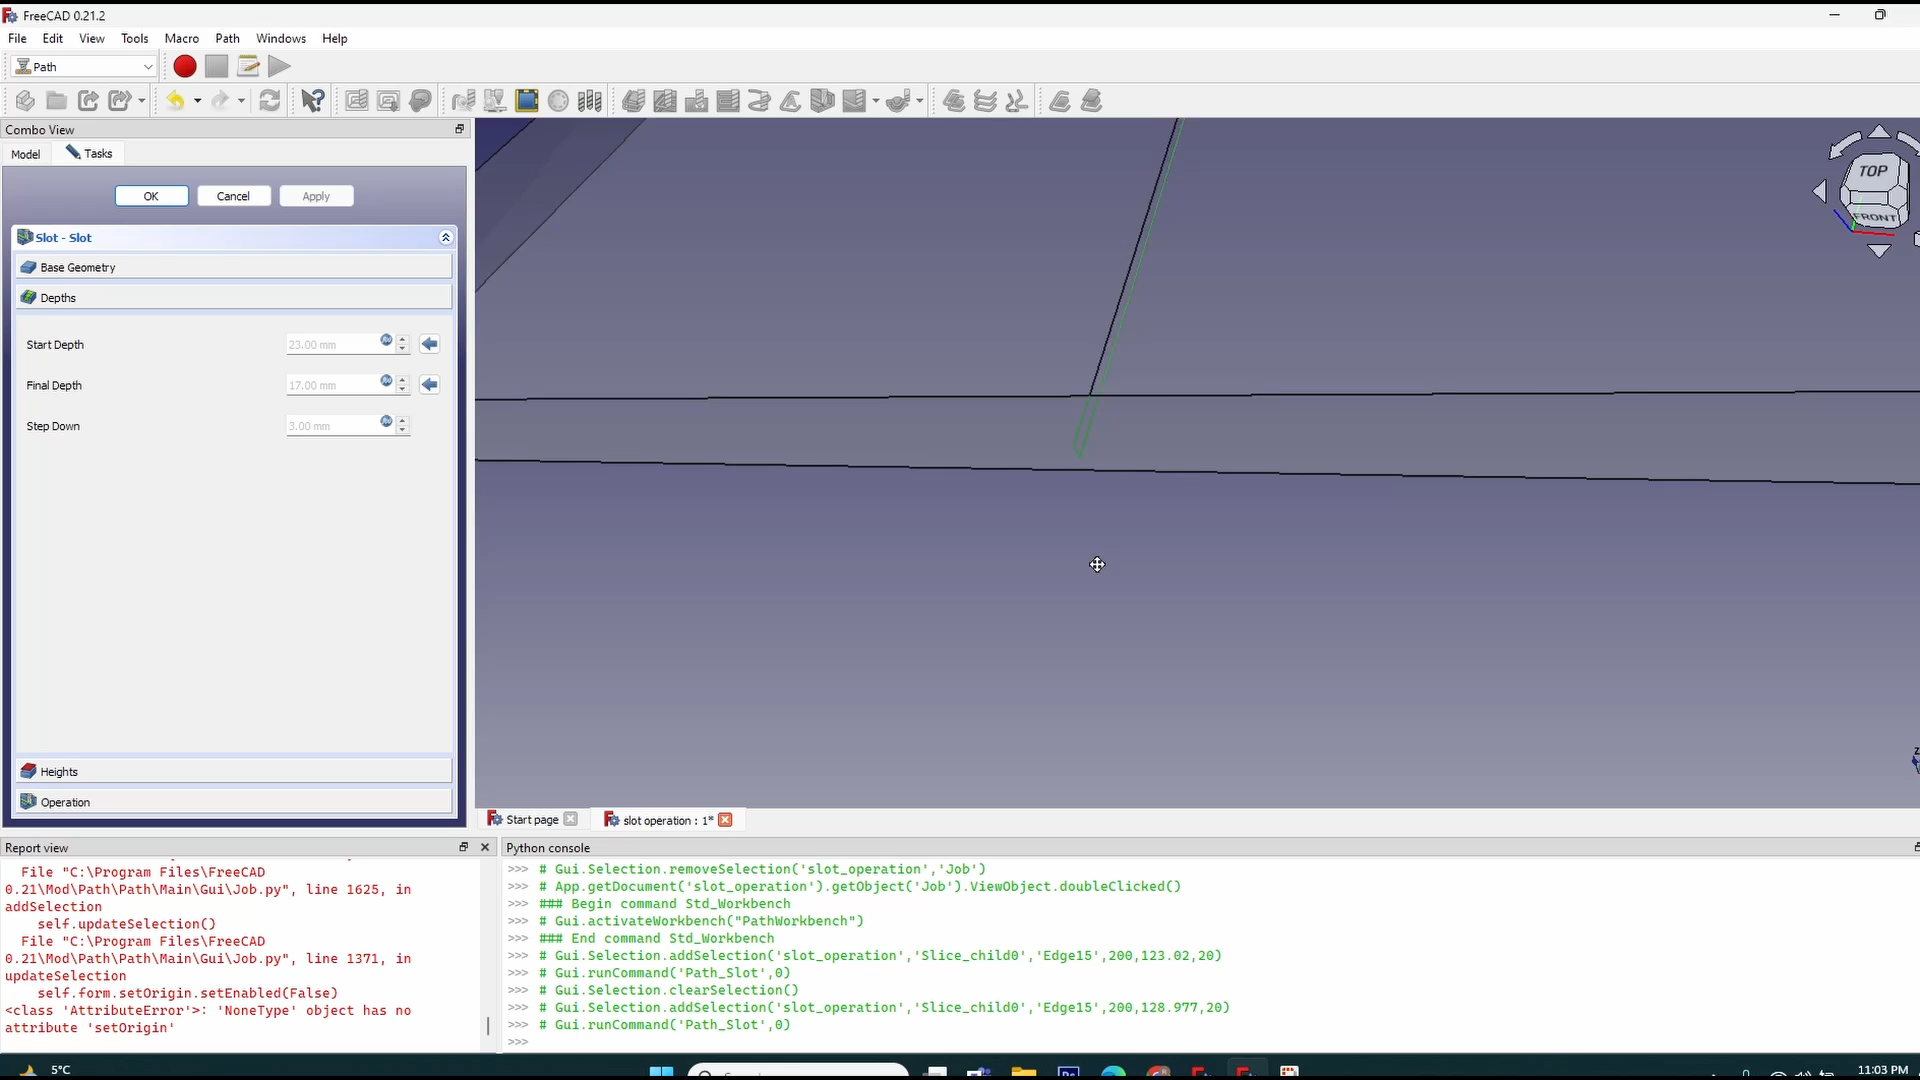 FreeCAD 0.21.2
File Edit View Tools Macro Path Windows Help
Path
Combo View
Model Tasks
OK Cancel Apply
Slot - Slot
Base Geometry
Depths
Start Depth 23.00 mm
Final Depth 17.00 mm
Step Down 3.00 mm
Heights
Operation
TOP
FRONT
Z
Start page slot operation : 1*
Report view
File "C:\Program Files\FreeCAD
0.21\Mod\Path\Path\Main\Gui\Job.py", line 1625, in
addSelection
self.updateSelection()
File "C:\Program Files\FreeCAD
0.21\Mod\Path\Path\Main\Gui\Job.py", line 1371, in
updateSelection
self.form.setOrigin.setEnabled(False)
<class 'AttributeError'>: 'NoneType' object has no
attribute 'setOrigin'
Python console
>>> # Gui.Selection.removeSelection('slot_operation','Job')
>>> # App.getDocument('slot_operation').getObject('Job').ViewObject.doubleClicked()
>>> ### Begin command Std_Workbench
>>> # Gui.activateWorkbench("PathWorkbench")
>>> ### End command Std_Workbench
>>> # Gui.Selection.addSelection('slot_operation','Slice_child0','Edge15',200,123.02,20)
>>> # Gui.runCommand('Path_Slot',0)
>>> # Gui.Selection.clearSelection()
>>> # Gui.Selection.addSelection('slot_operation','Slice_child0','Edge15',200,128.977,20)
>>> # Gui.runCommand('Path_Slot',0)
>>>
5°C
11:03 PM